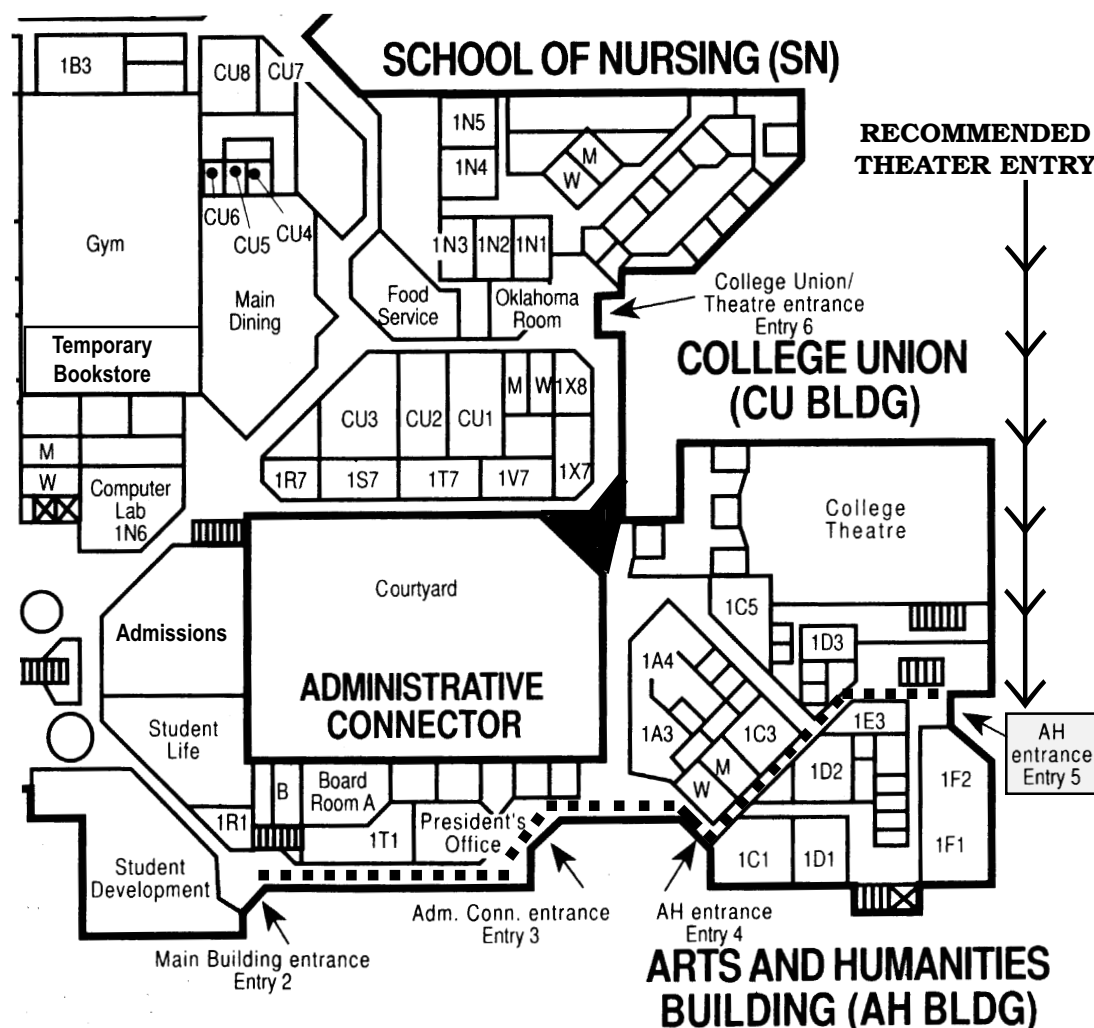 SCHOOL OF NURSING (SN)
RECOMMENDED
THEATER ENTRY
1B3
CU8
CU7
1N5
1N4
M
W
CU6
CU5
CU4
1N3
1N2
1N1
Gym
Main
Dining
Food
Service
Oklahoma
Room
College Union/
Theatre entrance
Entry 6
COLLEGE UNION
(CU BLDG)
Temporary
Bookstore
M
W
1X8
CU3
CU2
CU1
1R7
1S7
1T7
1V7
1X7
M
W
Computer
Lab
1N6
College
Theatre
Courtyard
Admissions
1C5
1D3
1A4
ADMINISTRATIVE
CONNECTOR
Student
Life
1A3
1C3
1E3
M
W
1D2
AH
entrance
Entry 5
1F2
1F1
B
Board
Room A
1R1
1T1
President's
Office
1C1
1D1
Student
Development
Adm. Conn. entrance
Entry 3
AH entrance
Entry 4
Main Building entrance
Entry 2
ARTS AND HUMANITIES
BUILDING (AH BLDG)